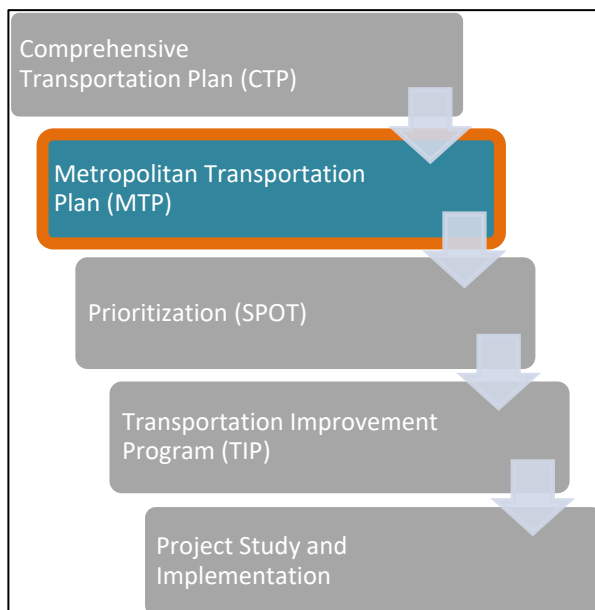 Comprehensive
Transportation Plan (CTP)
Metropolitan Transportation
Plan (MTP)
Prioritization (SPOT)
Transportation Improvement
Program (TIP)
Project Study and
Implementation